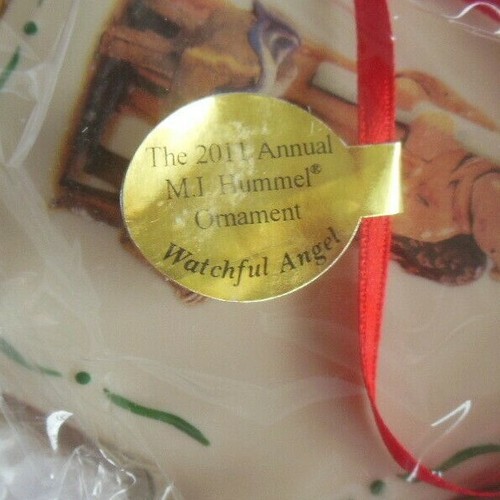 The 2011 Annual
M.I. Hummel®
Ornament
Watchful Angel